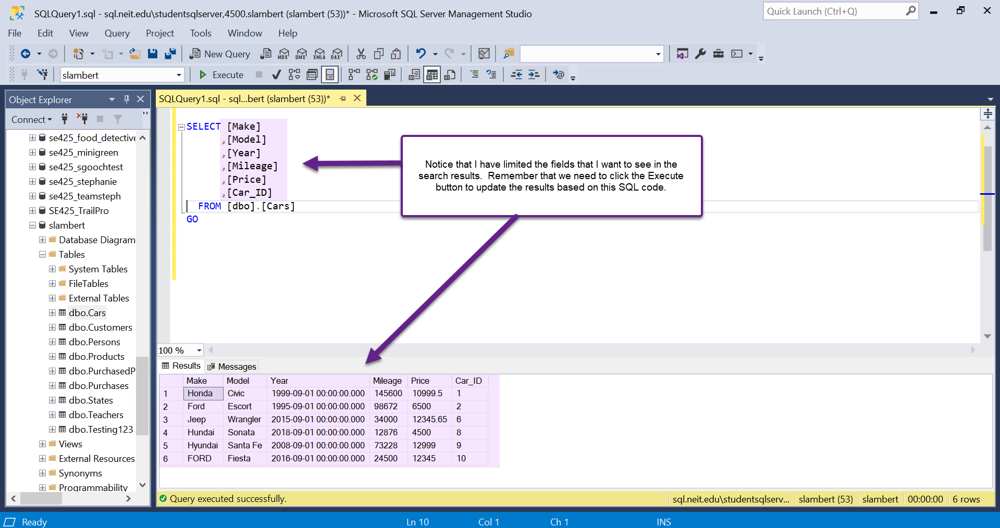 SQLQuery1.sql - sql.neit.edu\studentsqlserver,4500.slambert (slambert (53))* - Microsoft SQL Server Management Studio
Quick Launch (Ctrl+Q)
File Edit View Query Project Tools Window Help
New Query MDX DMX XMLA DAX
slambert Execute
Object Explorer
Connect
se425_food_detective
se425_minigreen
se425_sgoochtest
se425_stephanie
se425_teamsteph
SE425_TrailPro
slambert
Database Diagram
Tables
System Tables
FileTables
External Tables
dbo.Cars
dbo.Customers
dbo.Persons
dbo.Products
dbo.PurchasedP
dbo.Purchases
dbo.States
dbo.Teachers
dbo.Testing123
Views
External Resources
Synonyms
Programmability
SQLQuery1.sql - sql...bert (slambert (53))*
SELECT [Make]
,[Model]
,[Year]
,[Mileage]
,[Price]
,[Car_ID]
FROM [dbo].[Cars]
GO
Notice that I have limited the fields that I want to see in the
search results. Remember that we need to click the Execute
button to update the results based on this SQL code.
100 %
Results Messages
Make Model Year Mileage Price Car_ID
1 Honda Civic 1999-09-01 00:00:00.000 145600 10999.5 1
2 Ford Escort 1995-09-01 00:00:00.000 98672 6500 2
3 Jeep Wrangler 2015-09-01 00:00:00.000 34000 12345.65 6
4 Hundai Sonata 2018-09-01 00:00:00.000 12876 4500 8
5 Hyundai Santa Fe 2008-09-01 00:00:00.000 73228 12999 9
6 FORD Fiesta 2016-09-01 00:00:00.000 24500 12345 10
Query executed successfully. sql.neit.edu\studentsqlserv... slambert (53) slambert 00:00:00 6 rows
Ready Ln 10 Col 1 Ch 1 INS